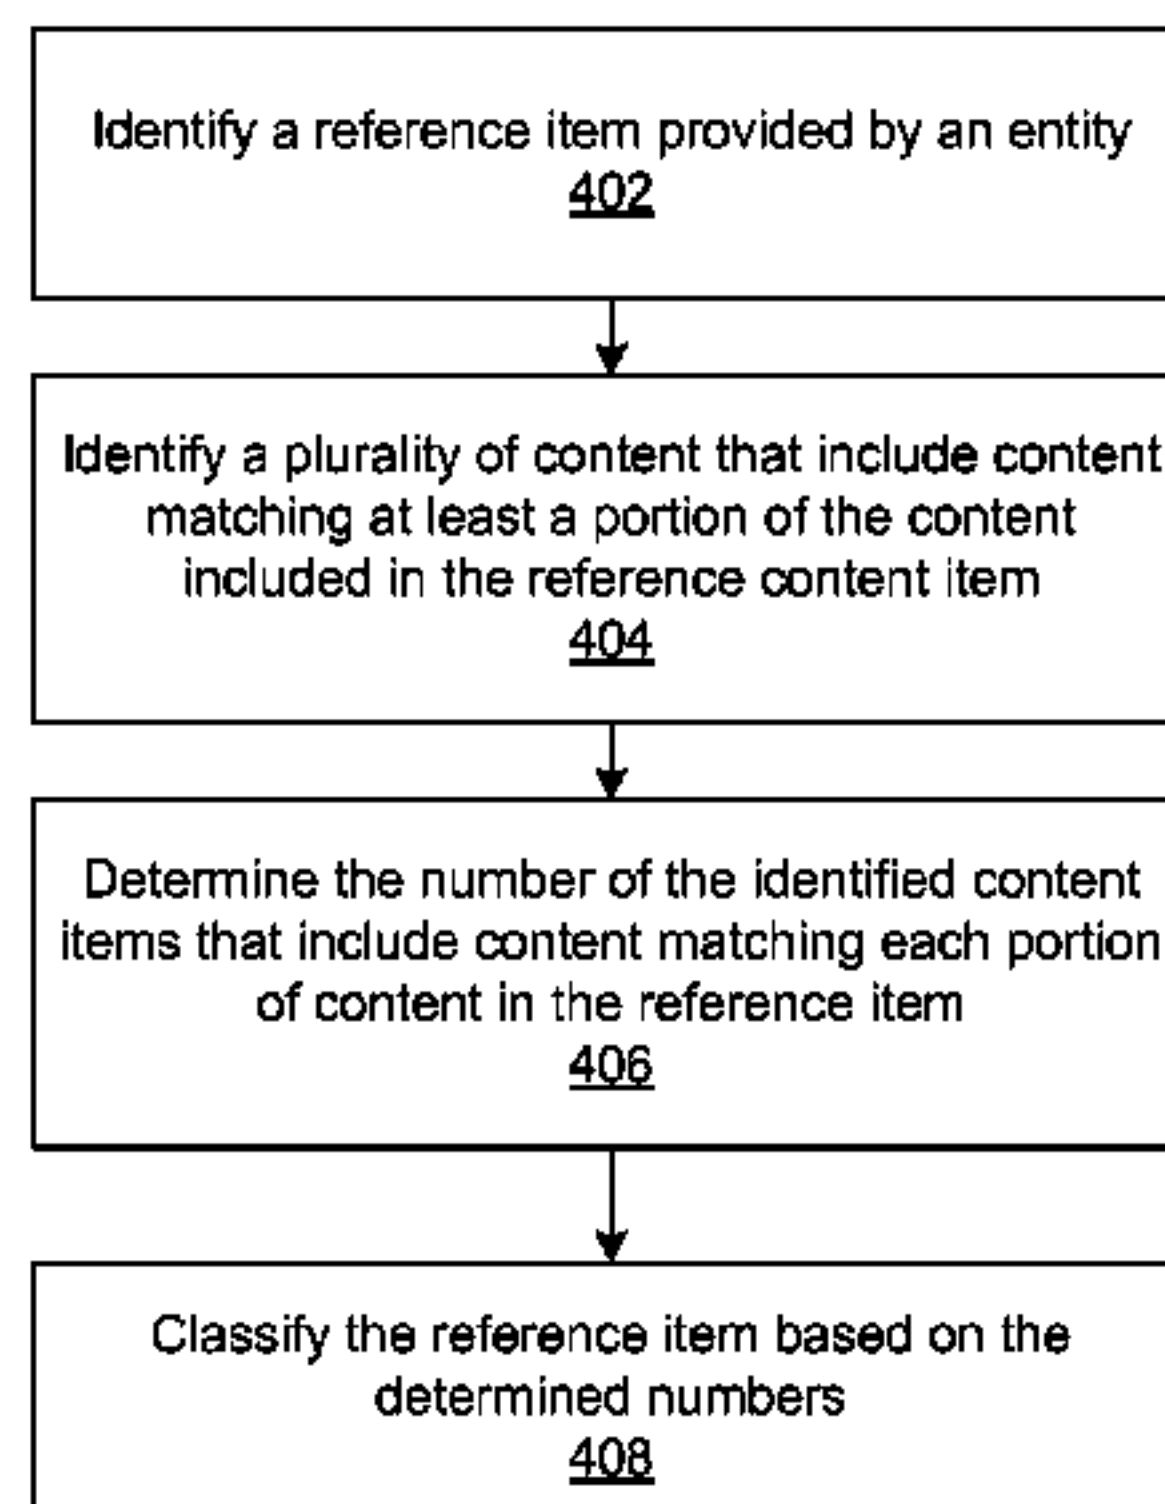 Identify a reference item provided by an entity
402
Identify a plurality of content that include content
matching at least a portion of the content
included in the reference content item
404
Determine the number of the identified content
items that include content matching each portion
of content in the reference item
406
Classify the reference item based on the
determined numbers
408